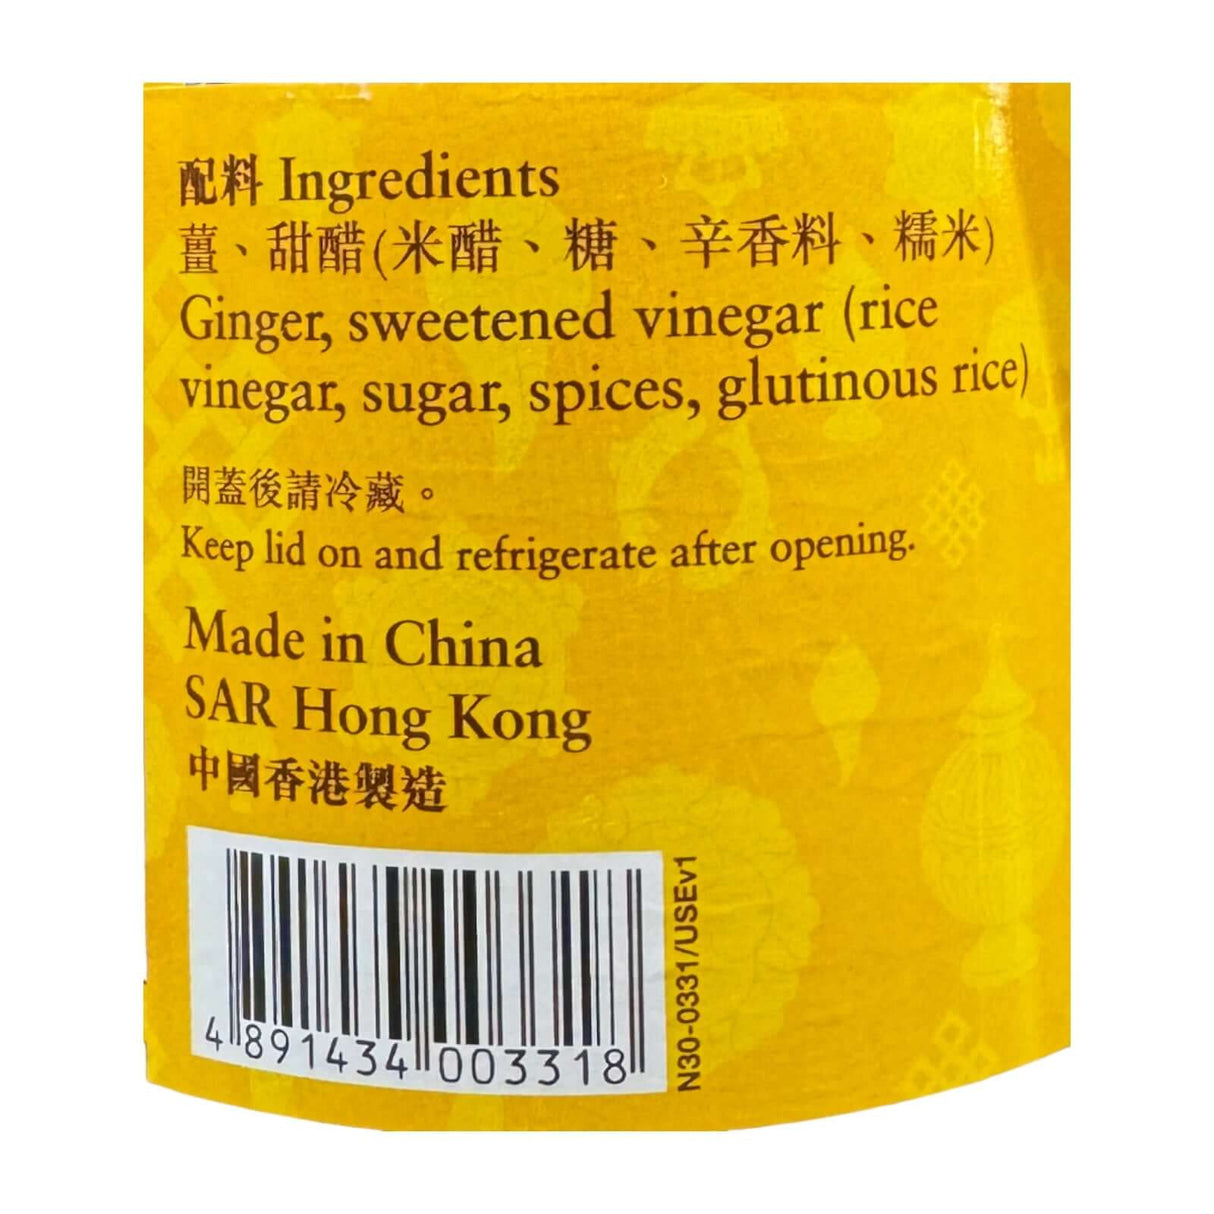 配料 Ingredients
薑、甜醋(米醋、糖、辛香料、糯米)
Ginger, sweetened vinegar (rice
vinegar, sugar, spices, glutinous rice)
開蓋後請冷藏。
Keep lid on and refrigerate after opening.
Made in China
SAR Hong Kong
中國香港製造
4 891434 003318
N30-0331/USEv1